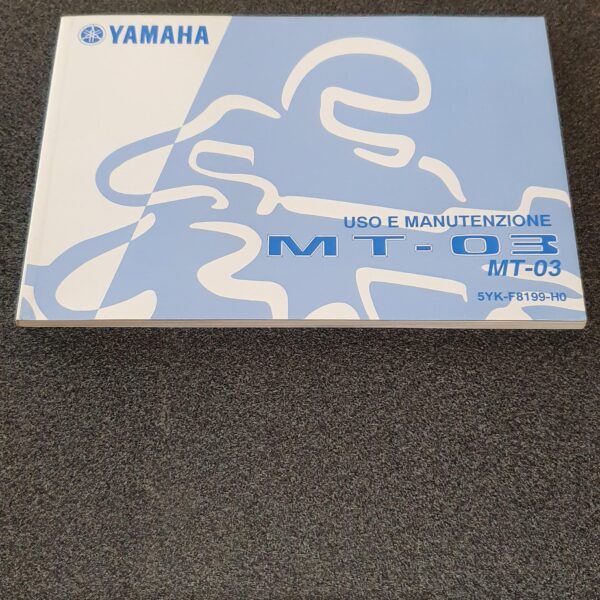 YAMAHA
USO E MANUTENZIONE
MT-03
MT-03
5YK-F8199-H0